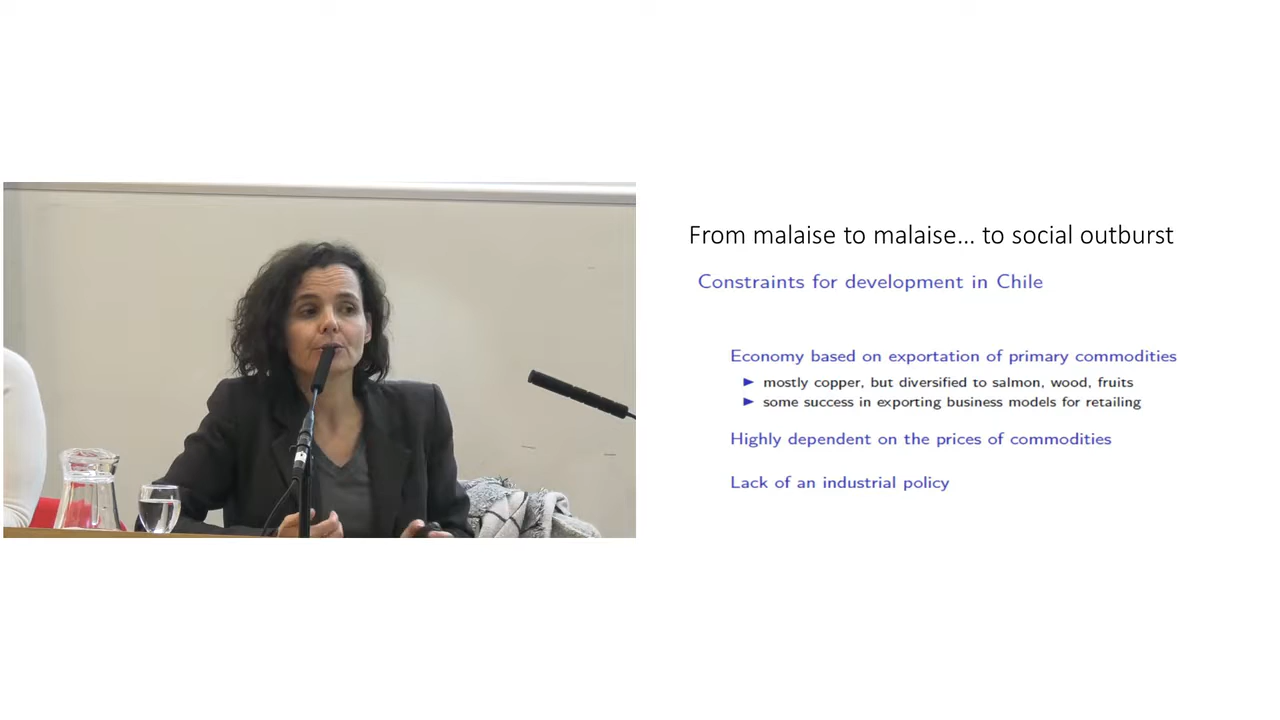 From malaise to malaise... to social outburst
Constraints for development in Chile
Economy based on exportation of primary commodities
► mostly copper, but diversified to salmon, wood, fruits
► some success in exporting business models for retailing
Highly dependent on the prices of commodities
Lack of an industrial policy